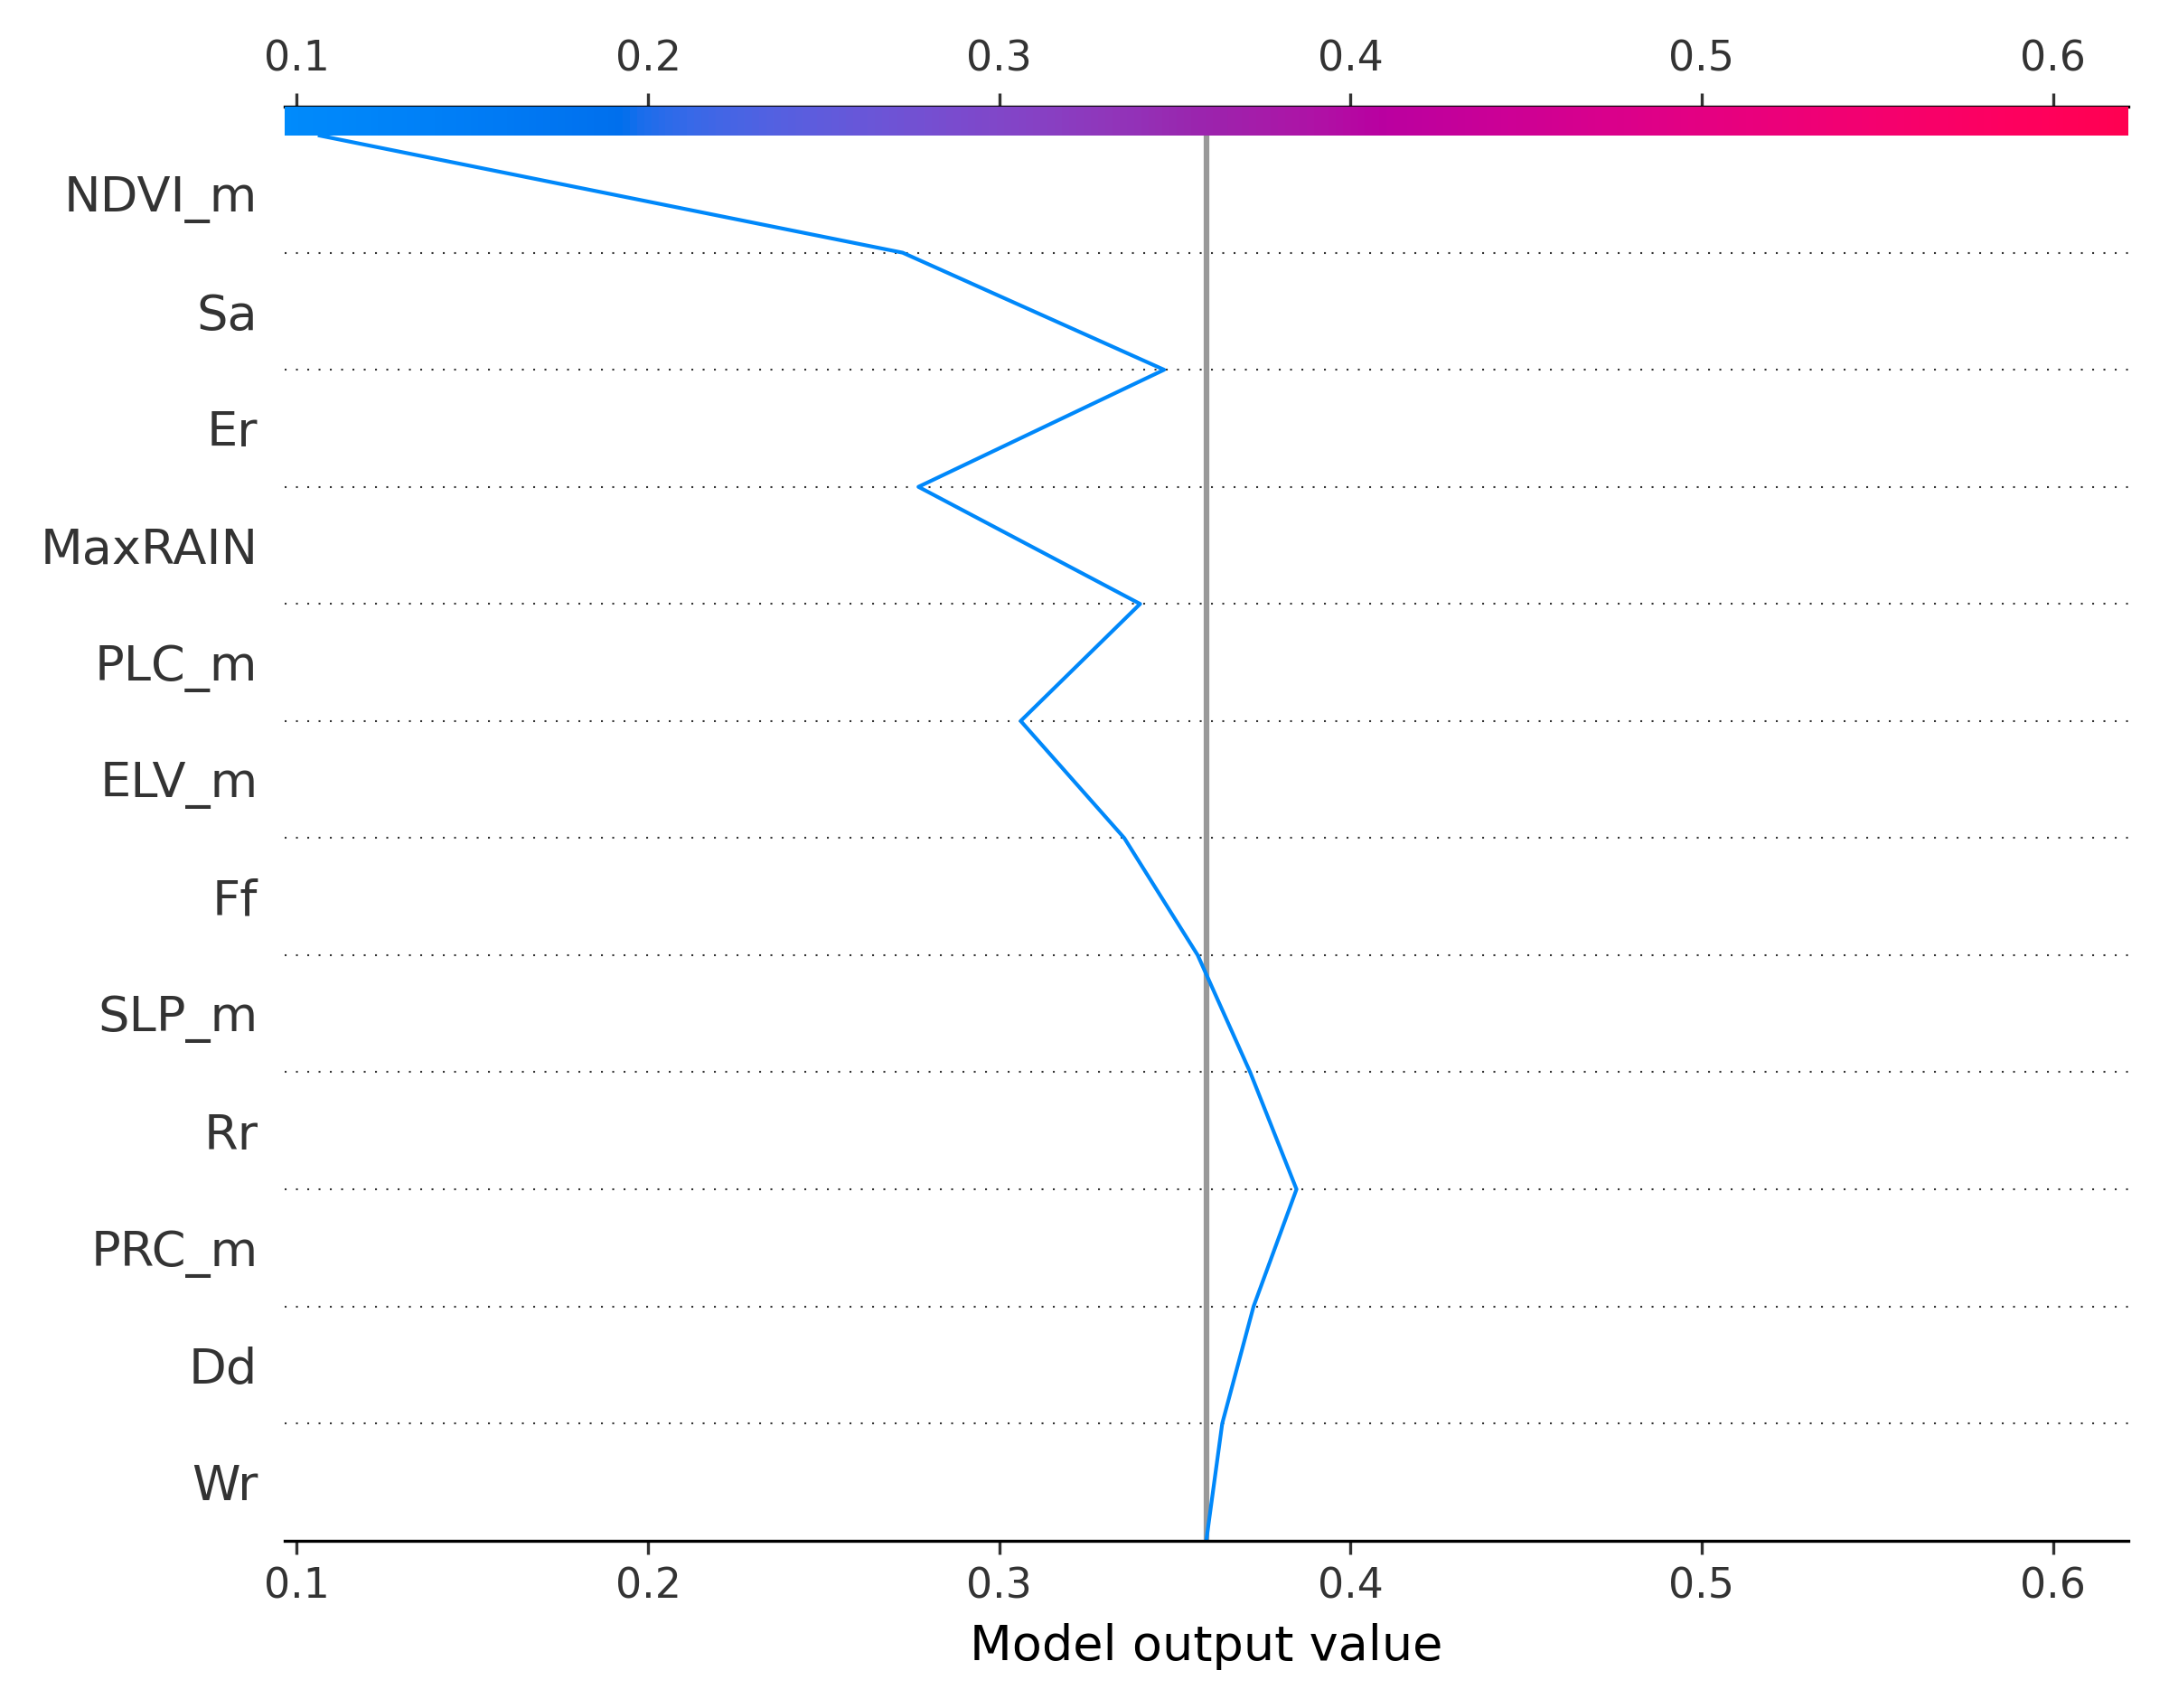 0.1 0.2 0.3 0.4 0.5 0.6
NDVI_m
Sa
Er
MaxRAIN
PLC_m
ELV_m
Ff
SLP_m
Rr
PRC_m
Dd
Wr
0.1 0.2 0.3 0.4 0.5 0.6
Model output value